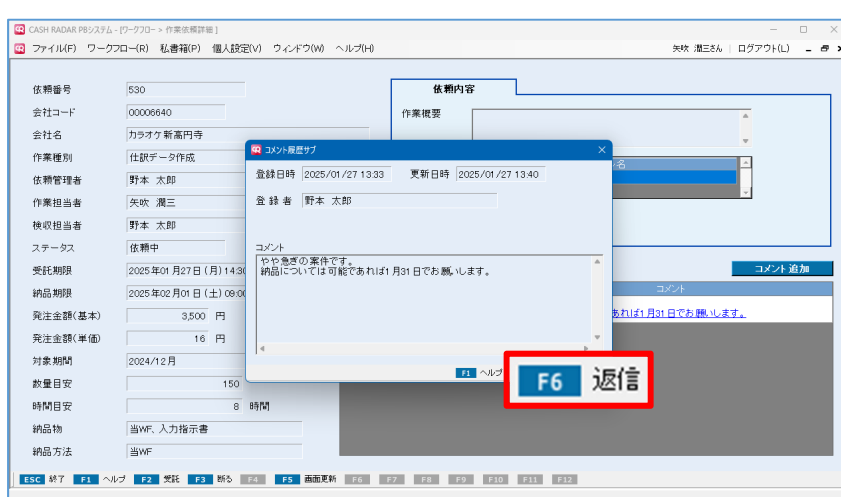 CASH RADAR PBシステム - [ワークフロー > 作業依頼詳細 ]
ファイル(F) ワークフロー(R) 私書箱(P) 個人設定(V) ウィンドウ(W) ヘルプ(H) 矢吹 潤三さん ログアウト(L)
依頼番号 530
会社コード 00006640
会社名 カラオケ新高円寺
作業種別 仕訳データ作成
依頼管理者 野本 太郎
作業担当者 矢吹 潤三
検収担当者 野本 太郎
ステータス 依頼中
受託期限 2025年01月27日(月)14:30
納品期限 2025年02月01日(土)09:00
発注金額(基本) 3,500 円
発注金額(単価) 16 円
対象期間 2024/12月
数量目安 150
時間目安 8 時間
納品物 当WF、入力指示書
納品方法 当WF
依頼内容
作業概要
名
コメント追加
コメント
あれば1月31日でお願いします。
コメント履歴サブ
登録日時 2025/01/27 13:33 更新日時 2025/01/27 13:40
登録者 野本 太郎
コメント
やや急ぎの案件です。
納品については可能であれば1月31日でお願いします。
F1 ヘルプ
F6 返信
ESC 終了 F1 ヘルプ F2 受託 F3 断る F4 F5 画面更新 F6 F7 F8 F9 F10 F11 F12